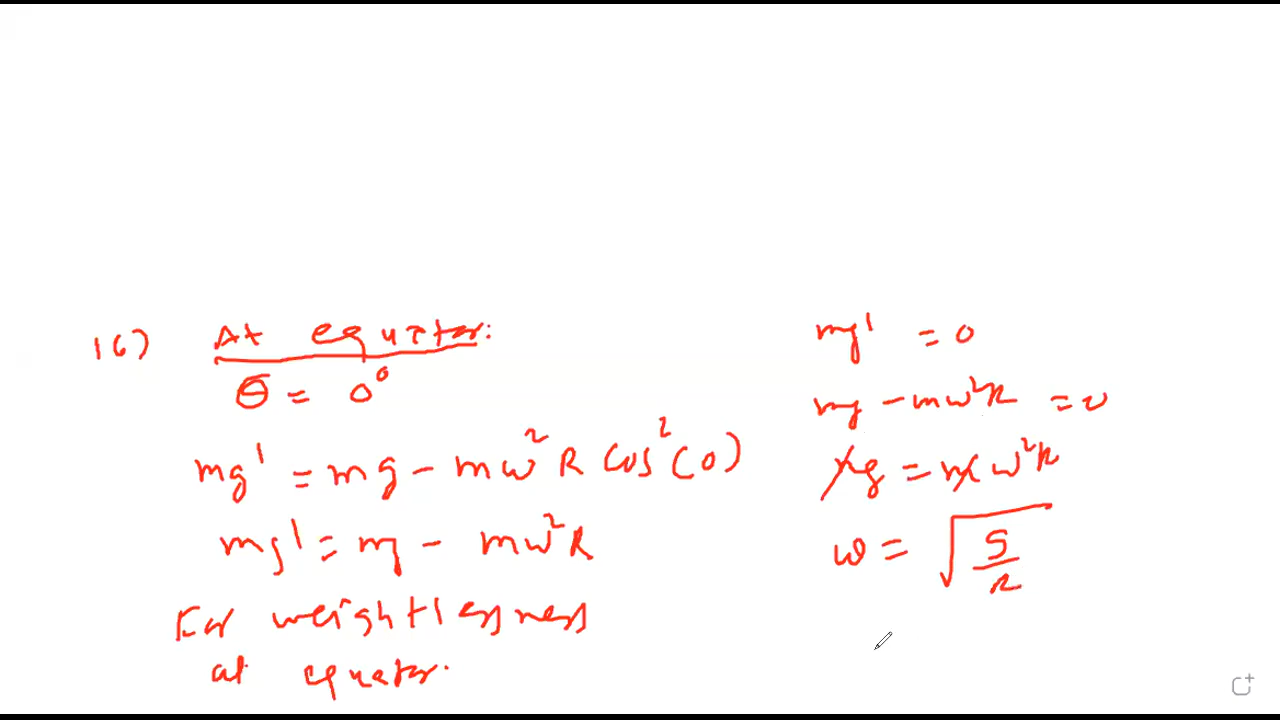 16) At equator:
θ = 0°
mg' = mg - mω²R Cos²(0)
mg' = mg - mω²R
For weightlessness
at equator.
mg' = 0
mg - mω²R = 0
mg = mω²R
ω = √(g/R)